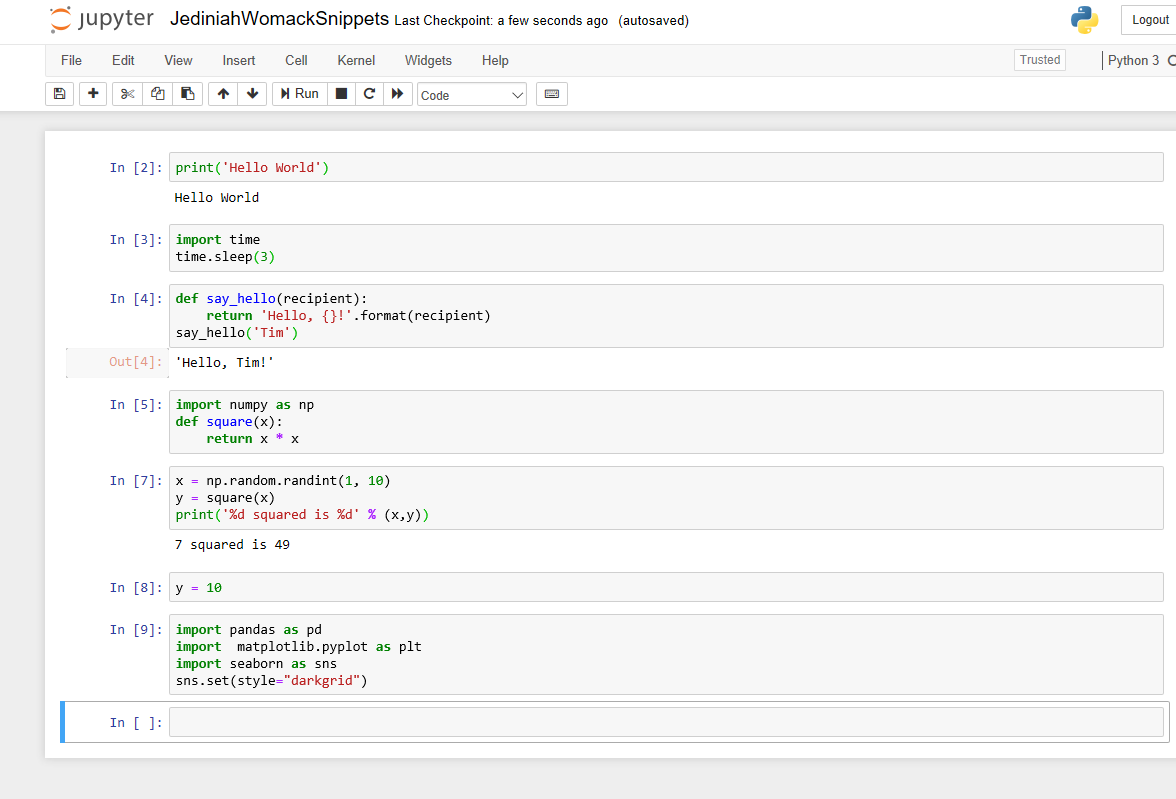 jupyter JediniahWomackSnippets Last Checkpoint: a few seconds ago (autosaved) Logout
File Edit View Insert Cell Kernel Widgets Help Trusted Python 3
Run Code
In [2]: print('Hello World')
Hello World
In [3]: import time
time.sleep(3)
In [4]: def say_hello(recipient):
    return 'Hello, {}!'.format(recipient)
say_hello('Tim')
Out[4]: 'Hello, Tim!'
In [5]: import numpy as np
def square(x):
    return x * x
In [7]: x = np.random.randint(1, 10)
y = square(x)
print('%d squared is %d' % (x,y))
7 squared is 49
In [8]: y = 10
In [9]: import pandas as pd
import  matplotlib.pyplot as plt
import seaborn as sns
sns.set(style="darkgrid")
In [ ]: